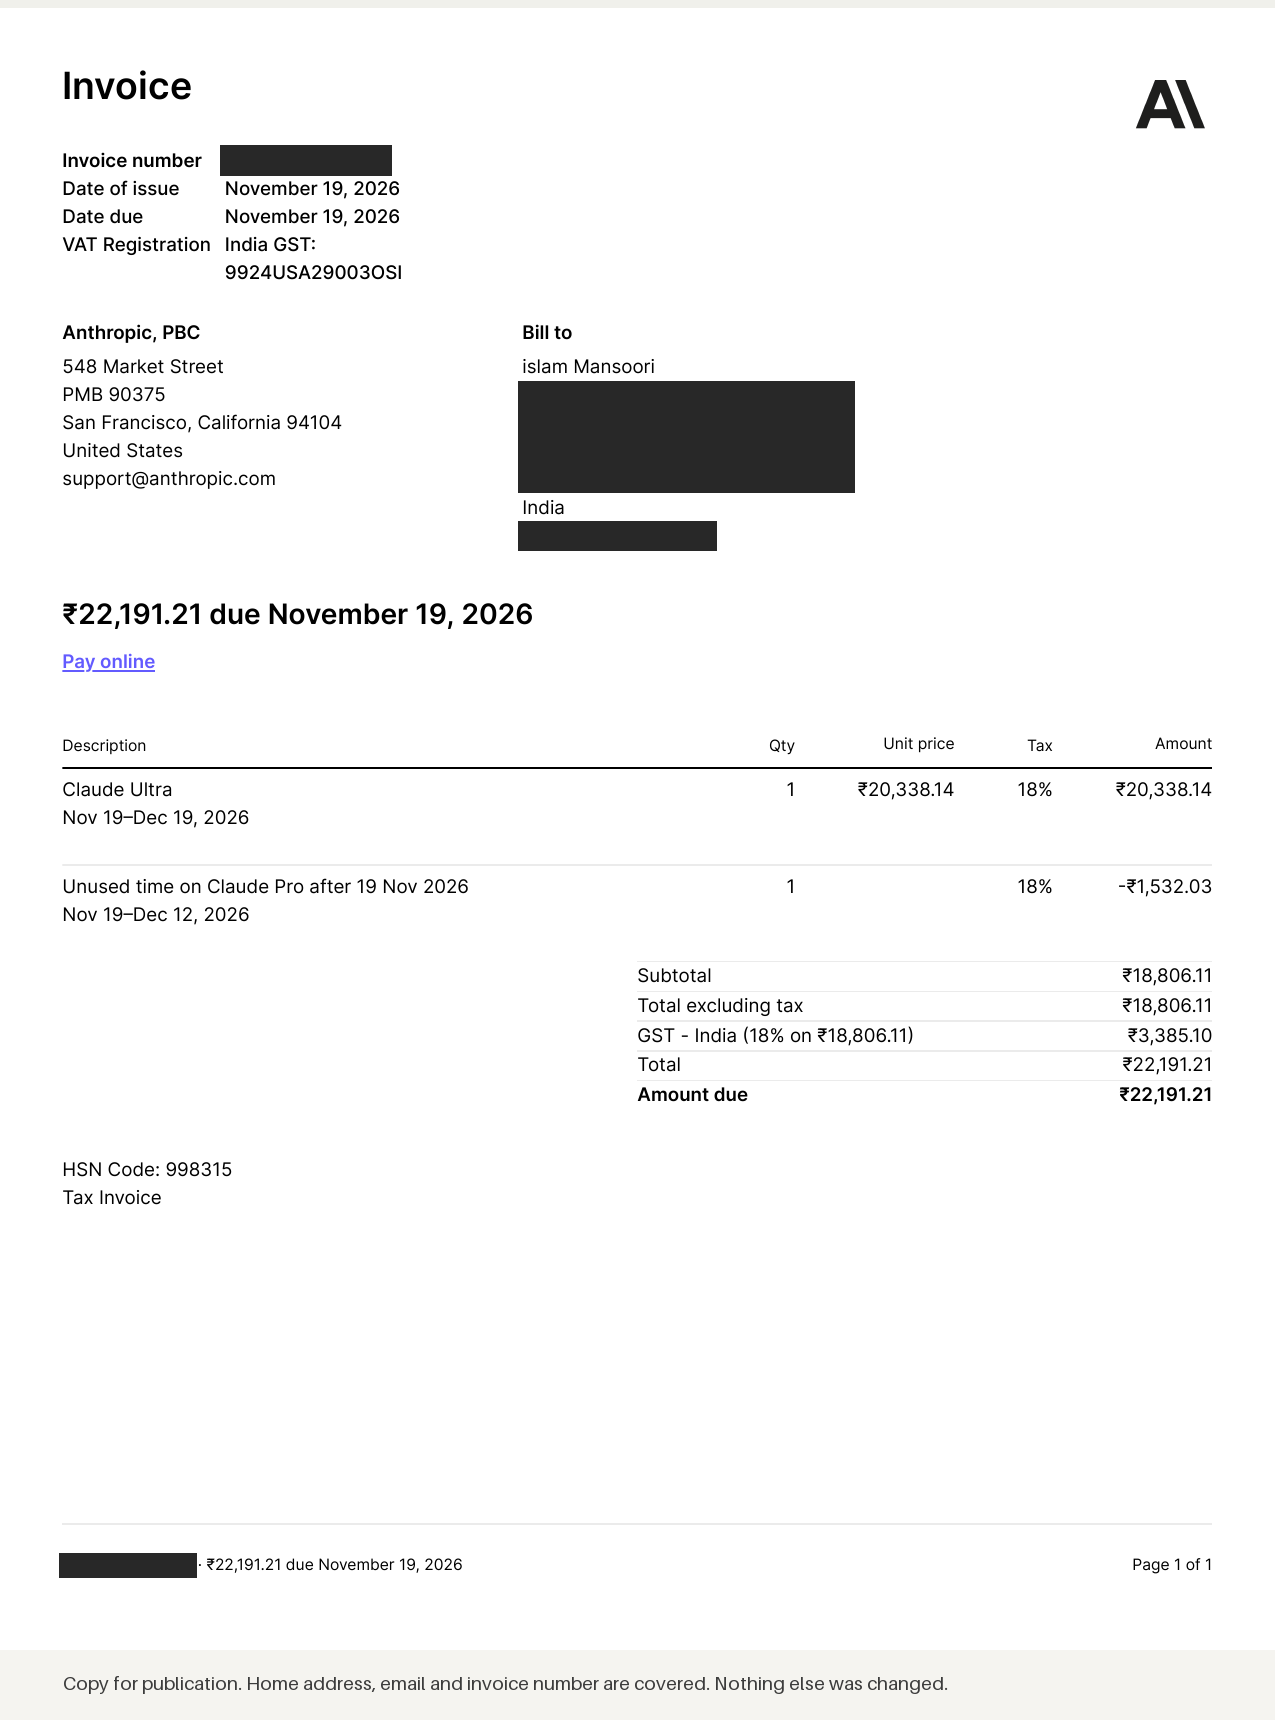 Invoice
Invoice number
Date of issue November 19, 2026
Date due November 19, 2026
VAT Registration India GST:
9924USA29003OSI
Anthropic, PBC
548 Market Street
PMB 90375
San Francisco, California 94104
United States
support@anthropic.com
Bill to
islam Mansoori
India
₹22,191.21 due November 19, 2026
Pay online
Description Qty Unit price Tax Amount
Claude Ultra 1 ₹20,338.14 18% ₹20,338.14
Nov 19–Dec 19, 2026
Unused time on Claude Pro after 19 Nov 2026 1 18% -₹1,532.03
Nov 19–Dec 12, 2026
Subtotal ₹18,806.11
Total excluding tax ₹18,806.11
GST - India (18% on ₹18,806.11) ₹3,385.10
Total ₹22,191.21
Amount due ₹22,191.21
HSN Code: 998315
Tax Invoice
· ₹22,191.21 due November 19, 2026 Page 1 of 1
Copy for publication. Home address, email and invoice number are covered. Nothing else was changed.